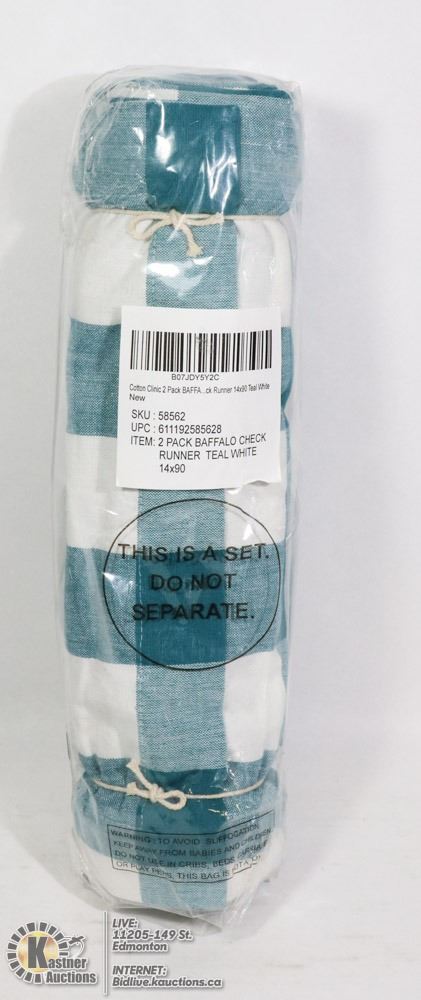 B07JDY5Y2C
Cotton Clinic 2 Pack BAFFA...ck Runner 14x90 Teal White
New
SKU : 58562
UPC : 611192585628
ITEM: 2 PACK BAFFALO CHECK
RUNNER TEAL WHITE
14x90
THIS IS A SET.
DO NOT
SEPARATE.
WARNING : TO AVOID SUFFOCATION,
KEEP AWAY FROM BABIES AND CHILDREN.
DO NOT USE IN CRIBS, BEDS
OR PLAY PENS, THIS BAG IS NOT A
Kastner
Auctions
LIVE:
11205-149 St.
Edmonton
INTERNET:
Bidlive.kauctions.ca